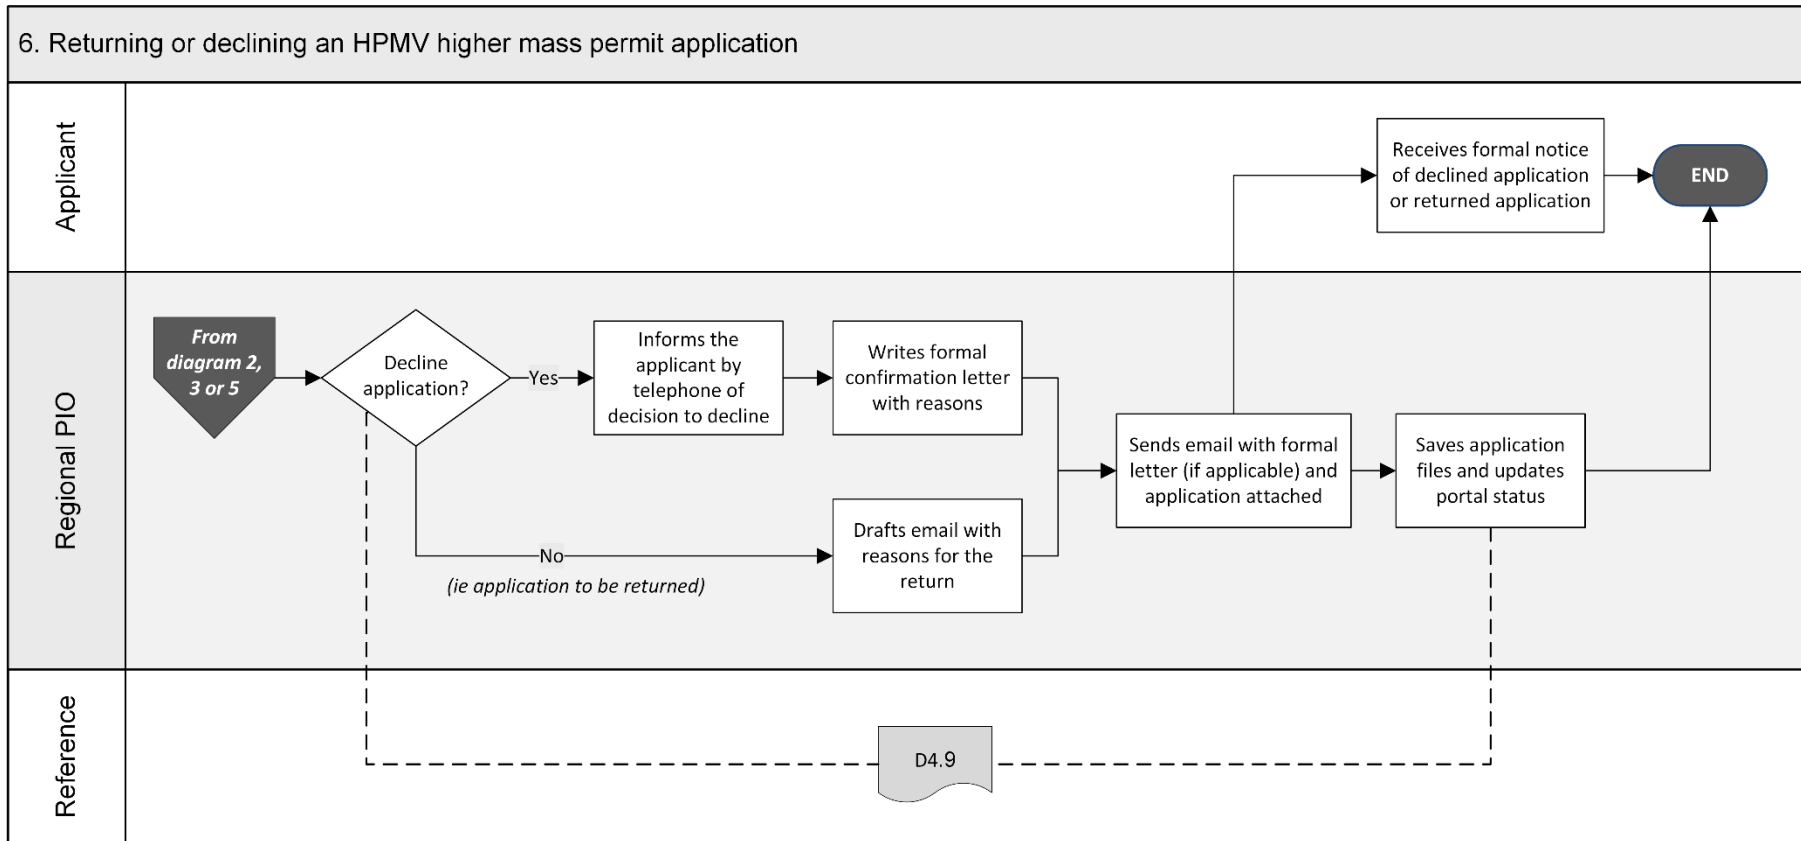 6. Returning or declining an HPMV higher mass permit application
Applicant
Receives formal notice
of declined application
or returned application
END
Regional PIO
From
diagram 2,
3 or 5
Decline
application?
Yes
Informs the
applicant by
telephone of
decision to decline
Writes formal
confirmation letter
with reasons
No
(ie application to be returned)
Drafts email with
reasons for the
return
Sends email with formal
letter (if applicable) and
application attached
Saves application
files and updates
portal status
Reference
D4.9